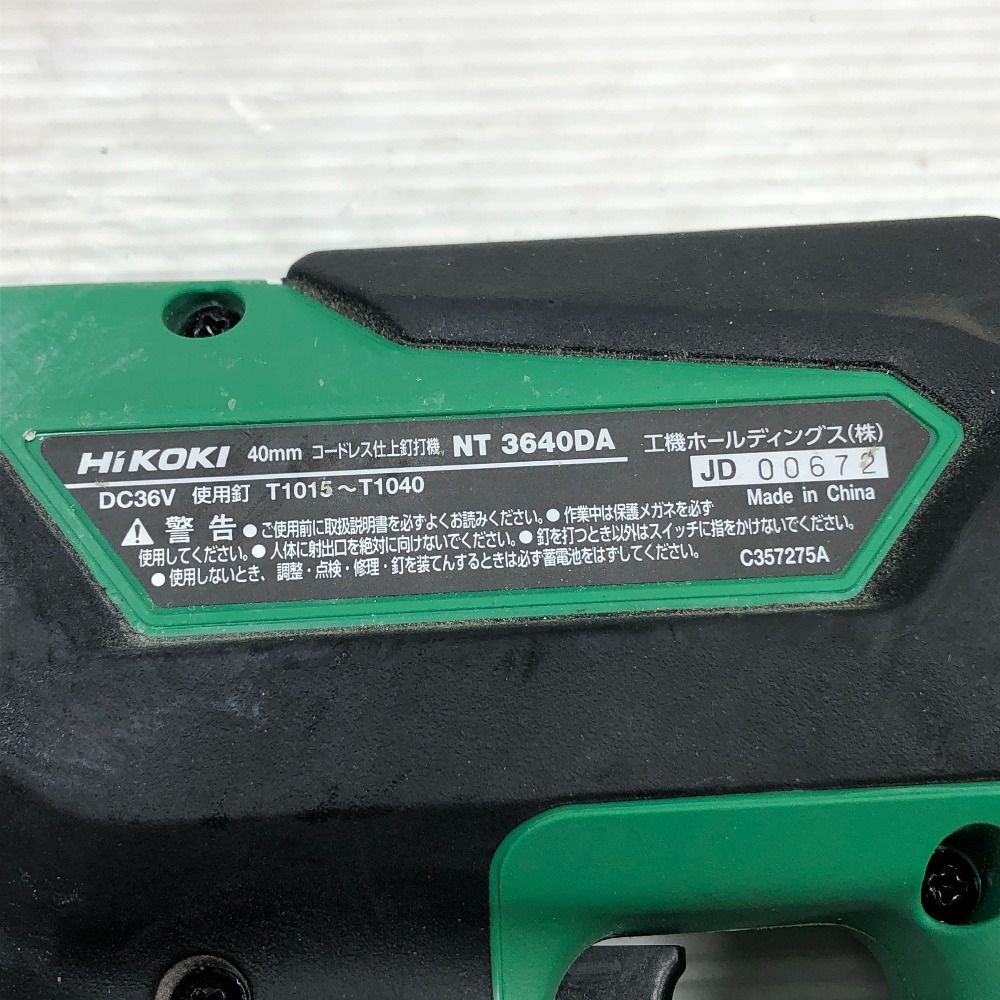 HiKOKI 40mm コードレス仕上釘打機 NT 3640DA 工機ホールディングス(株)
DC36V 使用釘 T1015～T1040 JD 00672
Made in China
警告 ●ご使用前に取扱説明書を必ずよくお読みください。●作業中は保護メガネを必ず
使用してください。●人体に射出口を絶対に向けないでください。●釘を打つとき以外はスイッチに指をかけないでください。
●使用しないとき、調整・点検・修理・釘を装てんするときは必ず蓄電池をはずしてください。 C357275A